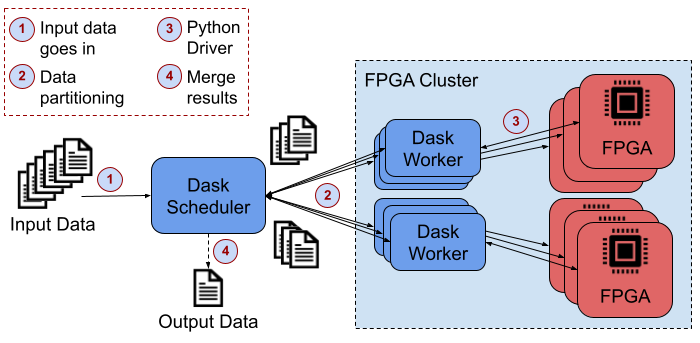 1 Input data
goes in
3 Python
Driver
2 Data
partitioning
4 Merge
results
FPGA Cluster
Dask
Worker
3
FPGA
1
Input Data
Dask
Scheduler
2
Dask
Worker
FPGA
4
Output Data